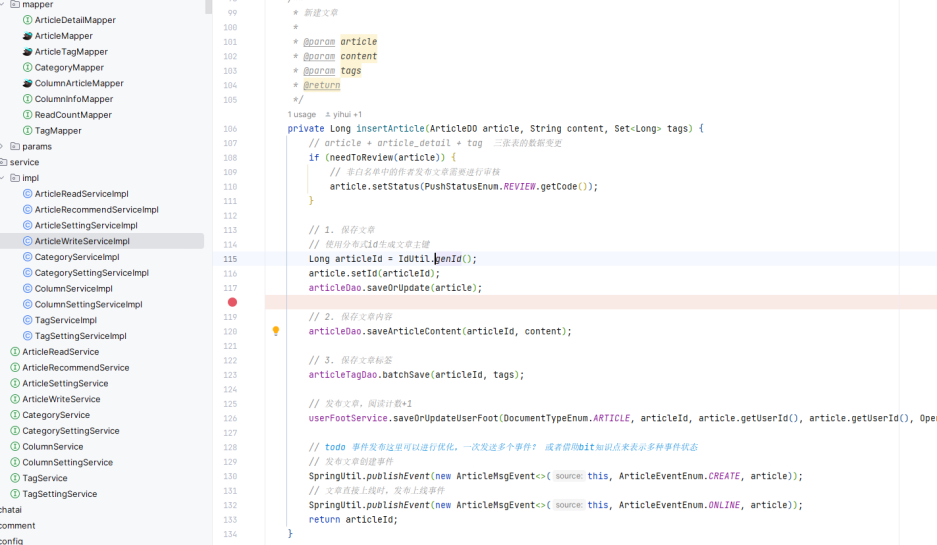 mapper
ArticleDetailMapper
ArticleMapper
ArticleTagMapper
CategoryMapper
ColumnArticleMapper
ColumnInfoMapper
ReadCountMapper
TagMapper
params
service
impl
ArticleReadServiceImpl
ArticleRecommendServiceImpl
ArticleSettingServiceImpl
ArticleWriteServiceImpl
CategoryServiceImpl
CategorySettingServiceImpl
ColumnServiceImpl
ColumnSettingServiceImpl
TagServiceImpl
TagSettingServiceImpl
ArticleReadService
ArticleRecommendService
ArticleSettingService
ArticleWriteService
CategoryService
CategorySettingService
ColumnService
ColumnSettingService
TagService
TagSettingService
chatai
comment
config
99 * 新建文章
100 *
101 * @param article
102 * @param content
103 * @param tags
104 * @return
105 */
1 usage yihui +1
106 private Long insertArticle(ArticleDO article, String content, Set<Long> tags) {
107 // article + article_detail + tag 三张表的数据变更
108 if (needToReview(article)) {
109 // 非白名单中的作者发布文章需要进行审核
110 article.setStatus(PushStatusEnum.REVIEW.getCode());
111 }
112
113 // 1. 保存文章
114 // 使用分布式id生成文章主键
115 Long articleId = IdUtil.genId();
116 article.setId(articleId);
117 articleDao.saveOrUpdate(article);
119 // 2. 保存文章内容
120 articleDao.saveArticleContent(articleId, content);
121
122 // 3. 保存文章标签
123 articleTagDao.batchSave(articleId, tags);
124
125 // 发布文章，阅读计数+1
126 userFootService.saveOrUpdateUserFoot(DocumentTypeEnum.ARTICLE, articleId, article.getUserId(), article.getUserId(), Oper
127
128 // todo 事件发布这里可以进行优化，一次发送多个事件？ 或者借助bit知识点来表示多种事件状态
129 // 发布文章创建事件
130 SpringUtil.publishEvent(new ArticleMsgEvent<>( source: this, ArticleEventEnum.CREATE, article));
131 // 文章直接上线时，发布上线事件
132 SpringUtil.publishEvent(new ArticleMsgEvent<>( source: this, ArticleEventEnum.ONLINE, article));
133 return articleId;
134 }